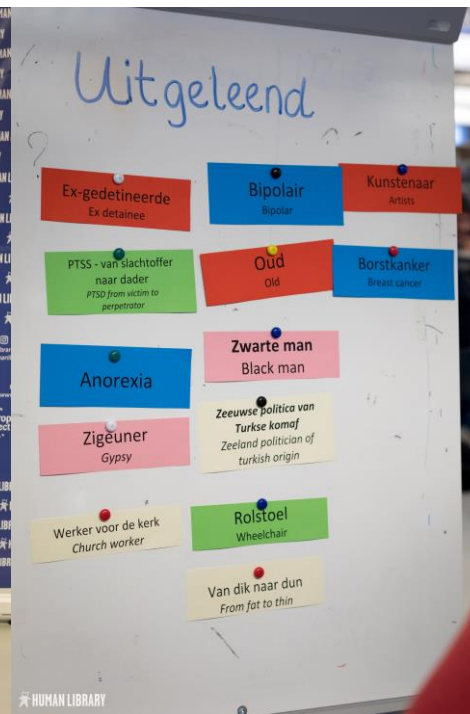 Uitgeleend
Ex-gedetineerde
Ex detainee
Bipolair
Bipolar
Kunstenaar
Artists
PTSS - van slachtoffer
naar dader
PTSD from victim to
perpetrator
Oud
Old
Borstkanker
Breast cancer
Anorexia
Zwarte man
Black man
Zigeuner
Gypsy
Zeeuwse politica van
Turkse komaf
Zeeland politician of
turkish origin
Werker voor de kerk
Church worker
Rolstoel
Wheelchair
Van dik naar dun
From fat to thin
HUMAN LIBRARY